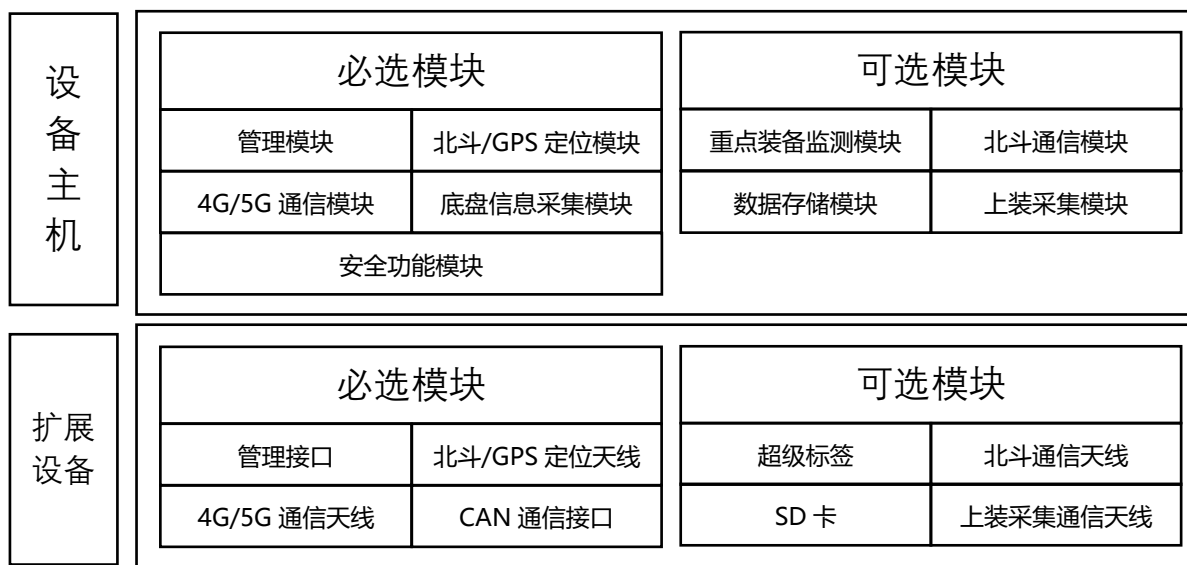 设
备
主
机
必选模块
可选模块
管理模块
北斗/GPS 定位模块
重点装备监测模块
北斗通信模块
4G/5G 通信模块
底盘信息采集模块
数据存储模块
上装采集模块
安全功能模块
扩展
设备
必选模块
可选模块
管理接口
北斗/GPS 定位天线
超级标签
北斗通信天线
4G/5G 通信天线
CAN 通信接口
SD 卡
上装采集通信天线